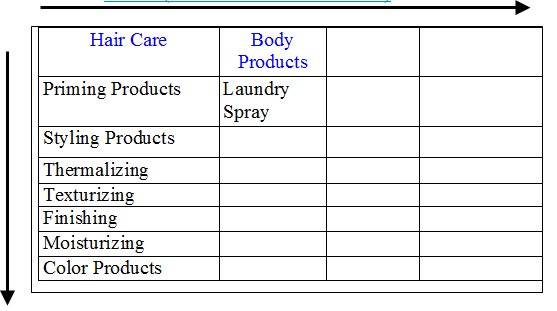 Hair Care Body
Products
Priming Products Laundry
Spray
Styling Products
Thermalizing
Texturizing
Finishing
Moisturizing
Color Products